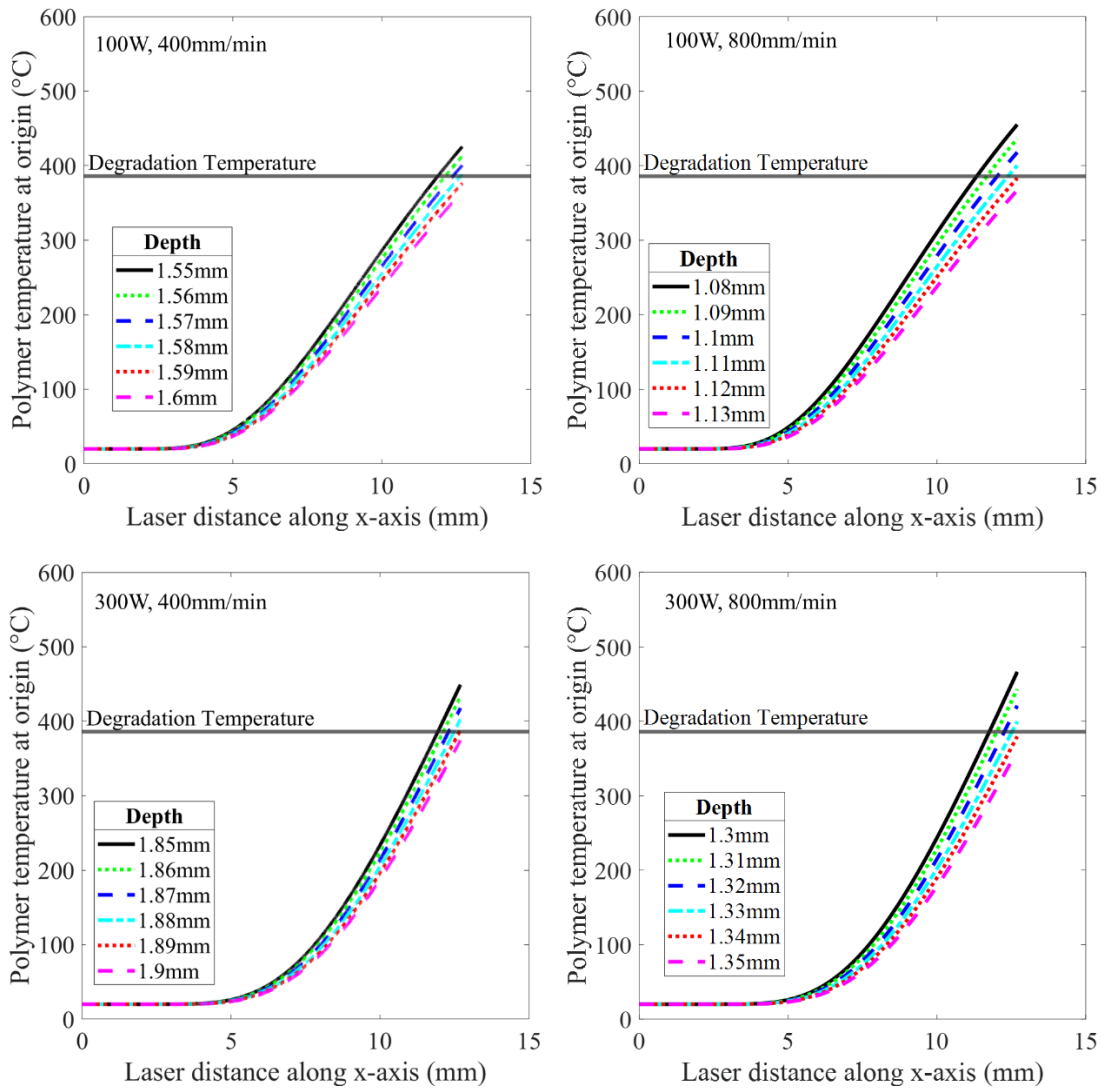 600
500
400
300
200
100
0
0
5
10
15
Polymer temperature at origin (°C)
Laser distance along x-axis (mm)
100W, 400mm/min
Degradation Temperature
Depth
1.55mm
1.56mm
1.57mm
1.58mm
1.59mm
1.6mm
600
500
400
300
200
100
0
0
5
10
15
Polymer temperature at origin (°C)
Laser distance along x-axis (mm)
100W, 800mm/min
Degradation Temperature
Depth
1.08mm
1.09mm
1.1mm
1.11mm
1.12mm
1.13mm
600
500
400
300
200
100
0
0
5
10
15
Polymer temperature at origin (°C)
Laser distance along x-axis (mm)
300W, 400mm/min
Degradation Temperature
Depth
1.85mm
1.86mm
1.87mm
1.88mm
1.89mm
1.9mm
600
500
400
300
200
100
0
0
5
10
15
Polymer temperature at origin (°C)
Laser distance along x-axis (mm)
300W, 800mm/min
Degradation Temperature
Depth
1.3mm
1.31mm
1.32mm
1.33mm
1.34mm
1.35mm